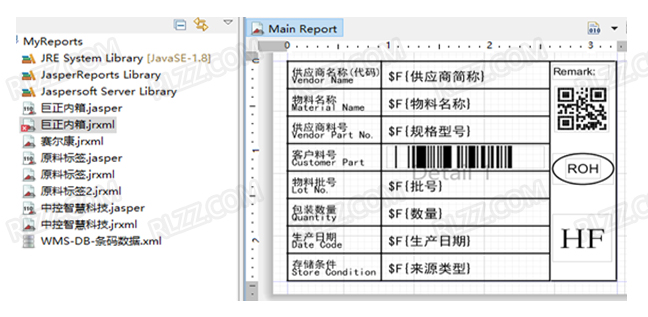 MyReports
JRE System Library [JavaSE-1.8]
JasperReports Library
Jaspersoft Server Library
巨正内箱.jasper
巨正内箱.jrxml
赛尔康.jrxml
原料标签.jasper
原料标签.jrxml
原料标签2.jrxml
中控智慧科技.jasper
中控智慧科技.jrxml
WMS-DB-条码数据.xml
Main Report
0 1 2 3
供应商名称(代码)
Vendor Name
$F{供应商简称}
Remark:
物料名称
Material Name
$F{物料名称}
供应商料号
Vendor Part No.
$F{规格型号}
客户料号
Customer Part
Detail 1
ROH
物料批号
Lot No.
$F{批号}
包装数量
Quantity
$F{数量}
HF
生产日期
Date Code
$F{生产日期}
存储条件
Store Condition
$F{来源类型}
RLZZ.COM